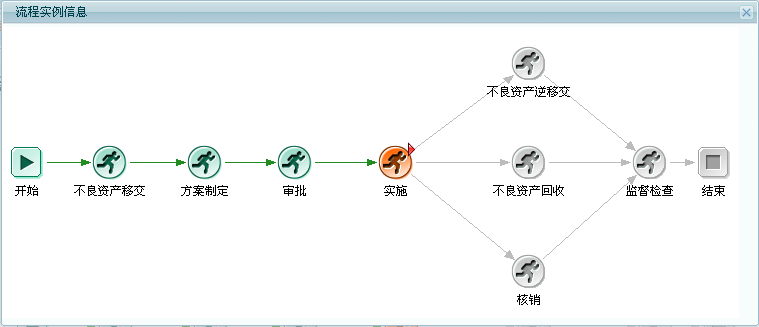 流程实例信息
不良资产逆移交
开始
不良资产移交
方案制定
审批
实施
不良资产回收
监督检查
结束
核销